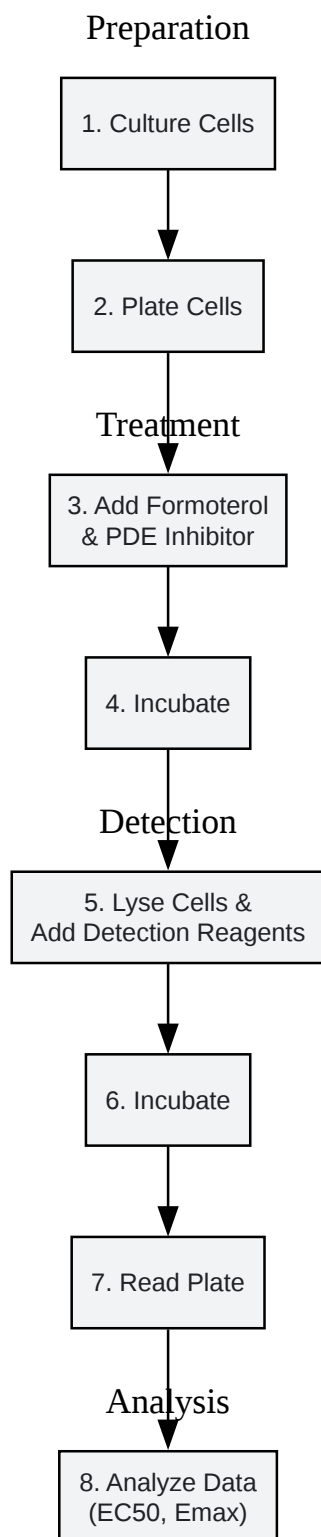 Preparation
1. Culture Cells
2. Plate Cells
Treatment
3. Add Formoterol
& PDE Inhibitor
4. Incubate
Detection
5. Lyse Cells &
Add Detection Reagents
6. Incubate
7. Read Plate
Analysis
8. Analyze Data
(EC50, Emax)